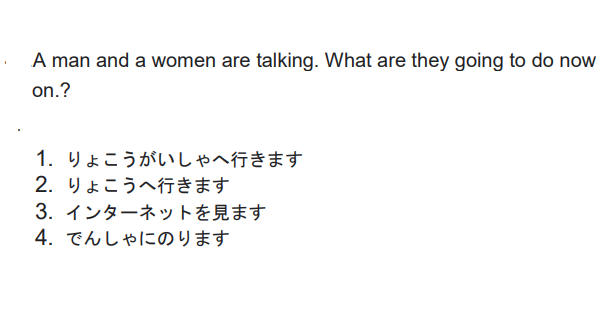 A man and a women are talking. What are they going to do now
on.?
1. りょこうがいしゃへ行きます
2. りょこうへ行きます
3. インターネットを見ます
4. でんしゃにのります